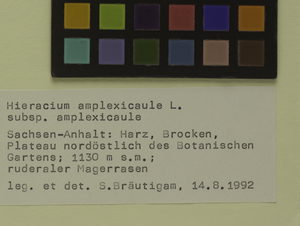 Hieracium amplexicaule L.
subsp. amplexicaule
Sachsen-Anhalt: Harz, Brocken,
Plateau nordöstlich des Botanischen
Gartens; 1130 m s.m.;
ruderaler Magerrasen
leg. et det. S.Bräutigam, 14.8.1992